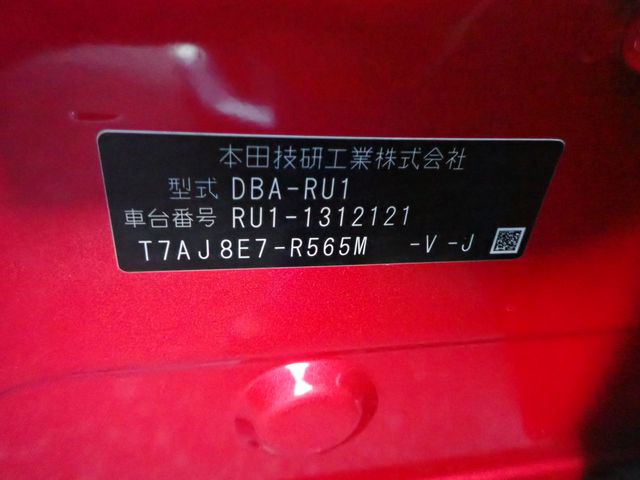 本田技研工業株式会社
型式 DBA-RU1
車台番号 RU1-1312121
T7AJ8E7-R565M -V -J